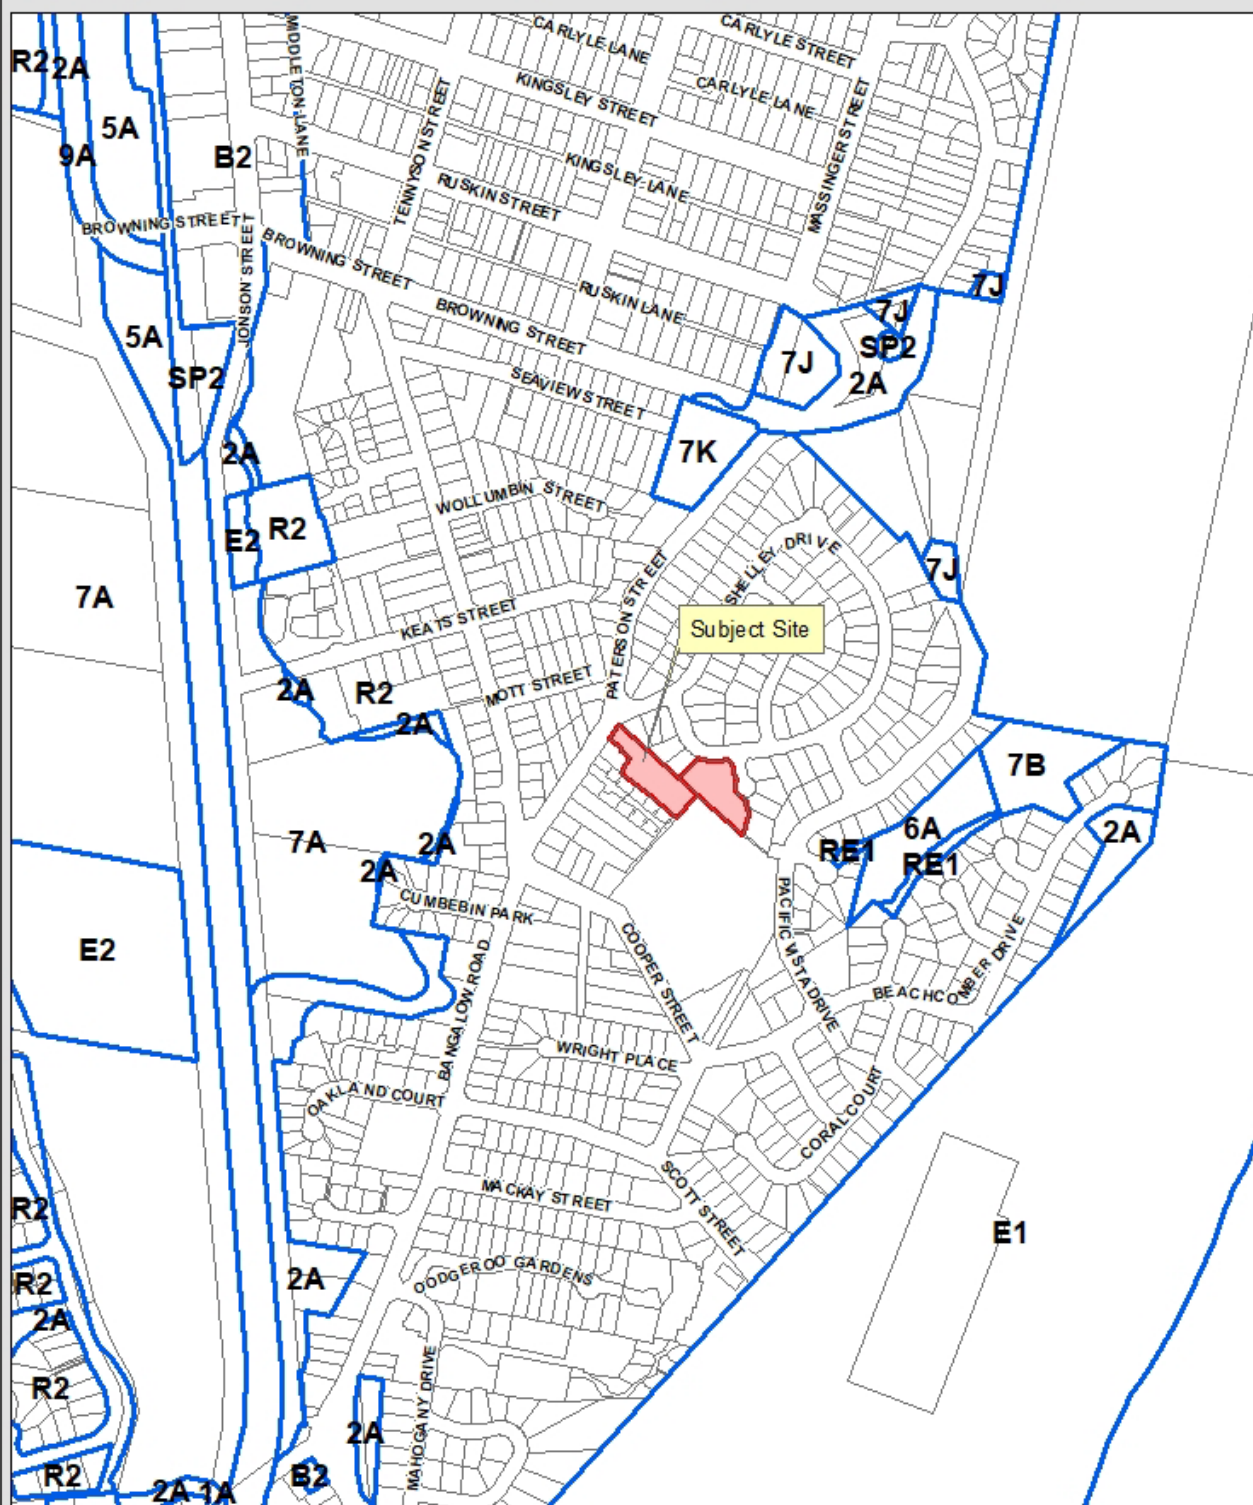 CARLYLE LANE
CARLYLE STREET
MIDDLETON LANE
R2
2A
KINGSLEY STREET
CARLYLE LANE
5A
TENNYSON STREET
MASSINGER STREET
9A
B2
KINGSLEY LANE
RUSKIN STREET
BROWNING STREET
JONSON STREET
BROWNING STREET
RUSKIN LANE
7J
7J
BROWNING STREET
5A
SP2
7J
SP2
2A
SEAVIEW STREET
2A
7K
WOLLUMBIN STREET
R2
E2
SHELLEY DRIVE
7J
7A
PATERSON STREET
KEATS STREET
Subject Site
2A
R2
MOTT STREET
2A
7B
7A
2A
6A
2A
RE1
RE1
2A
CUMBEBIN PARK
PACIFIC VISTA DRIVE
E2
COOPER STREET
BANGALOW ROAD
BEACHCOMBER DRIVE
WRIGHT PLACE
OAKLAND COURT
CORAL COURT
R2
MACKAY STREET
SCOTT STREET
E1
R2
2A
OODGEROO GARDENS
2A
R2
MAHOGANY DRIVE
2A
R2
B2
2A
1A